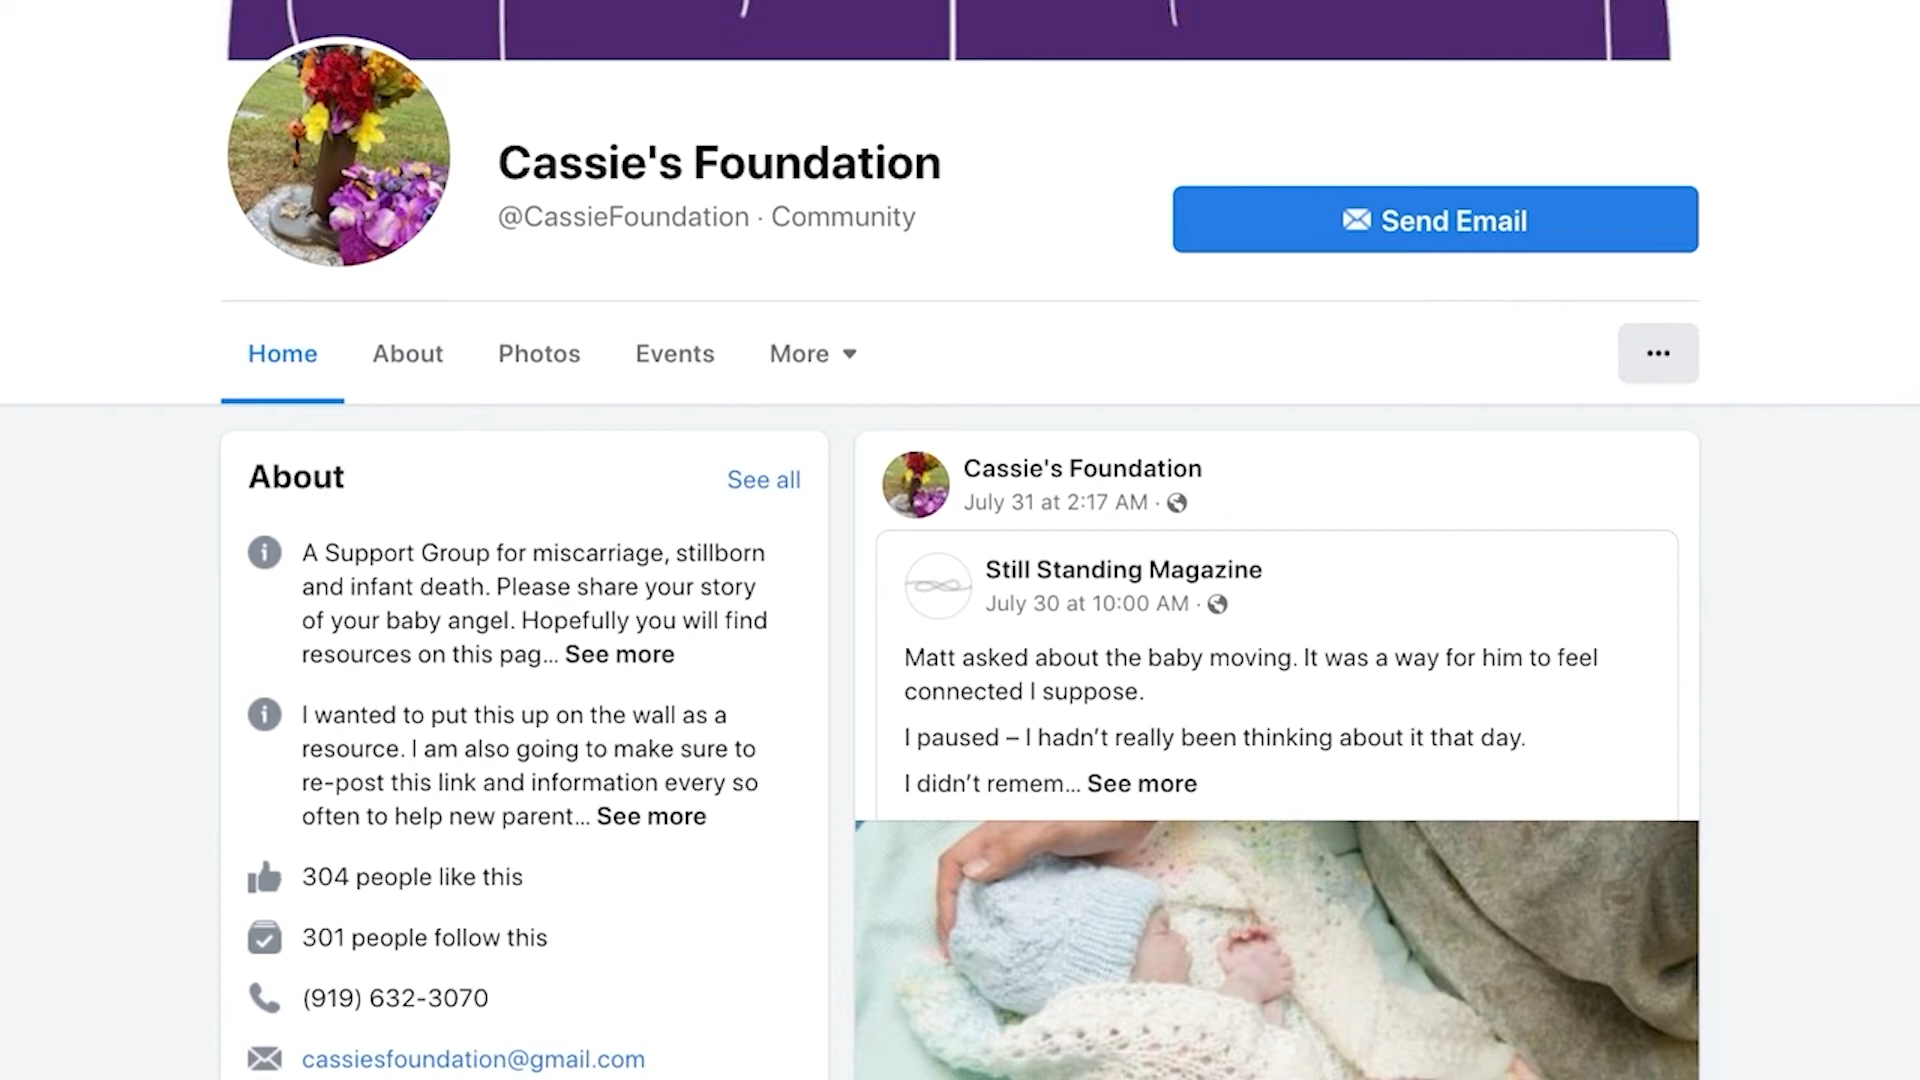 Cassie's Foundation
@CassieFoundation · Community
Send Email
Home
About
Photos
Events
More
About
See all
A Support Group for miscarriage, stillborn
and infant death. Please share your story
of your baby angel. Hopefully you will find
resources on this pag... See more
I wanted to put this up on the wall as a
resource. I am also going to make sure to
re-post this link and information every so
often to help new parent... See more
304 people like this
301 people follow this
(919) 632-3070
cassiesfoundation@gmail.com
Cassie's Foundation
July 31 at 2:17 AM ·
Still Standing Magazine
July 30 at 10:00 AM ·
Matt asked about the baby moving. It was a way for him to feel
connected I suppose.
I paused – I hadn’t really been thinking about it that day.
I didn’t remem... See more